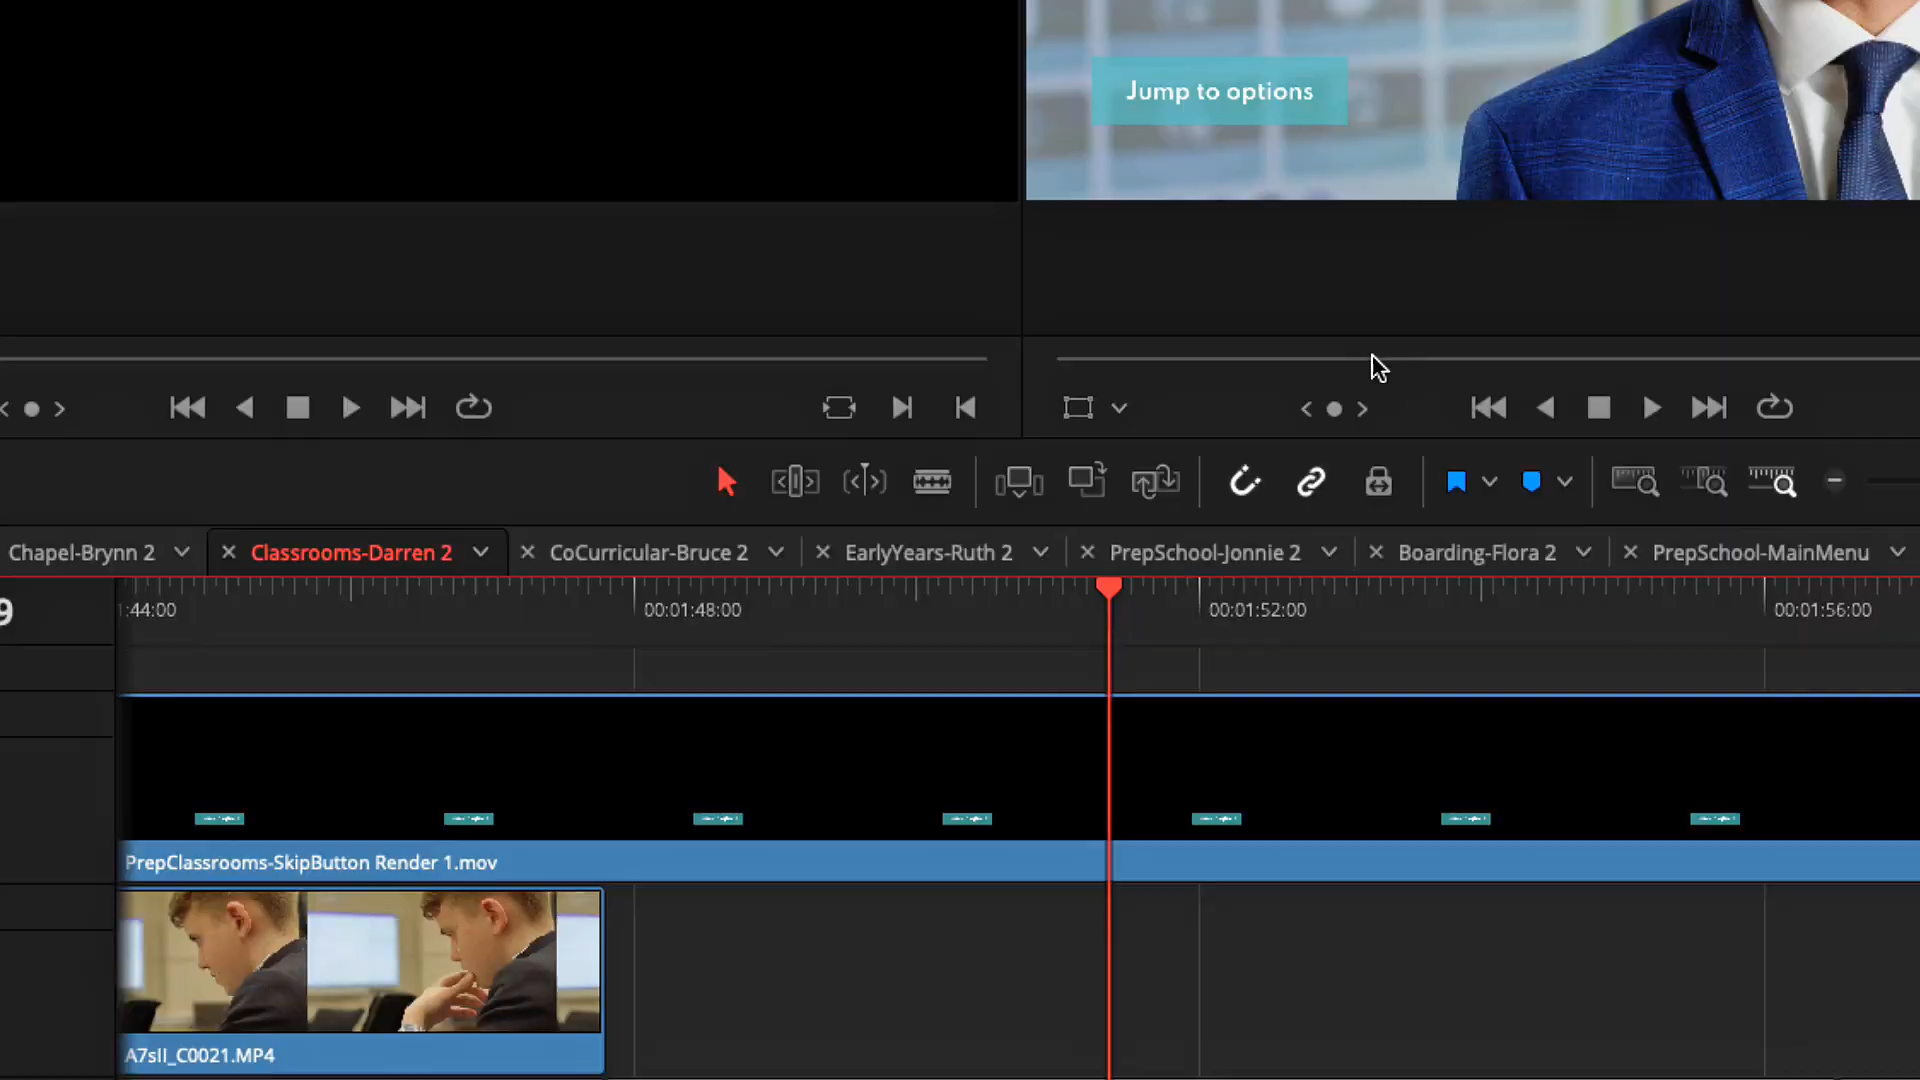 Jump to options
Chapel-Brynn 2
Classrooms-Darren 2
CoCurricular-Bruce 2
EarlyYears-Ruth 2
PrepSchool-Jonnie 2
Boarding-Flora 2
PrepSchool-MainMenu
9
1:44:00
00:01:48:00
00:01:52:00
00:01:56:00
PrepClassrooms-SkipButton Render 1.mov
A7sII_C0021.MP4